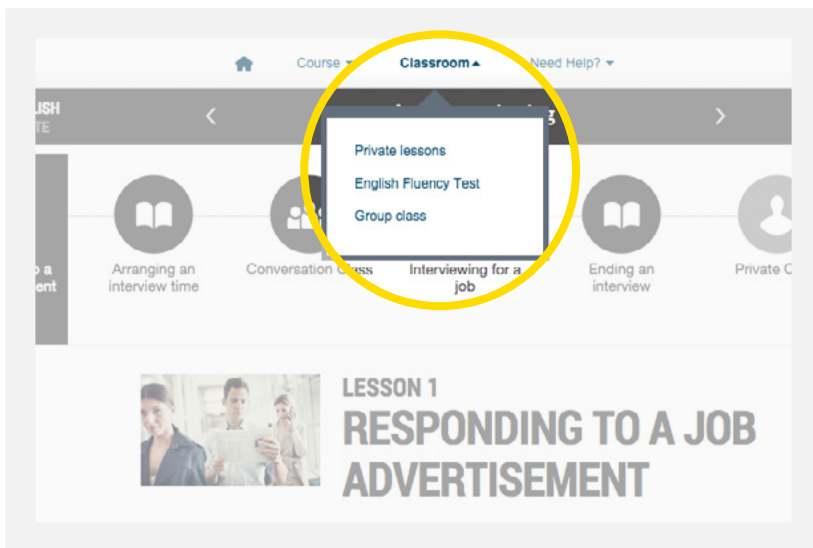 Course
Classroom
Need Help?
Private lessons
English Fluency Test
Group class
Arranging an
interview time
Conversation Class
Interviewing for a
job
Ending an
interview
Private
LESSON 1
RESPONDING TO A JOB
ADVERTISEMENT